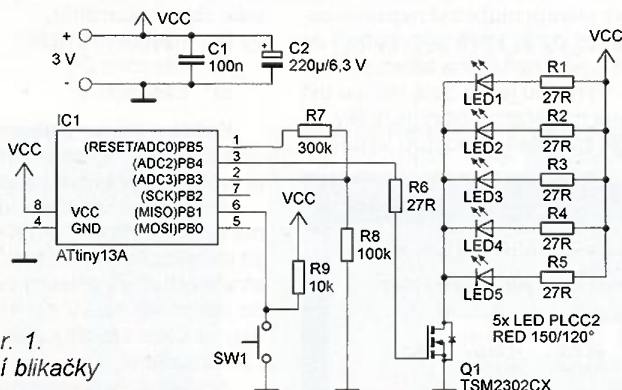 VCC
+
3 V
-
C1
100n
+
C2
220µ/6,3 V
IC1
VCC
8
4
VCC
GND
(RESET/ADC0)PB5
(ADC2)PB4
(ADC3)PB3
(SCK)PB2
(MISO)PB1
(MOSI)PB0
1
3
2
7
6
5
ATtiny13A
R7
300k
R6
27R
VCC
R9
10k
R8
100k
SW1
VCC
LED1
R1
27R
LED2
R2
27R
LED3
R3
27R
LED4
R4
27R
LED5
R5
27R
5x LED PLCC2
RED 150/120°
Q1
TSM2302CX
r. 1.
í blikačky